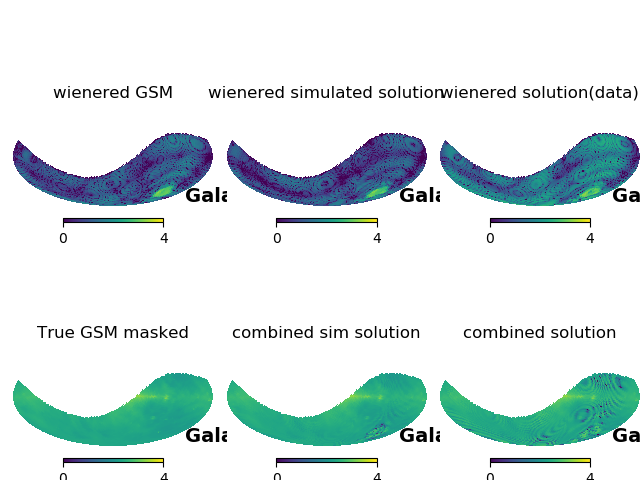 wienered GSM
wienered simulated solution
wienered solution(data)
Gala
Gala
Ga
0 4
0 4
0 4
True GSM masked
combined sim solution
combined solution
Gala
Gala
Ga
0 4
0 4
0 4